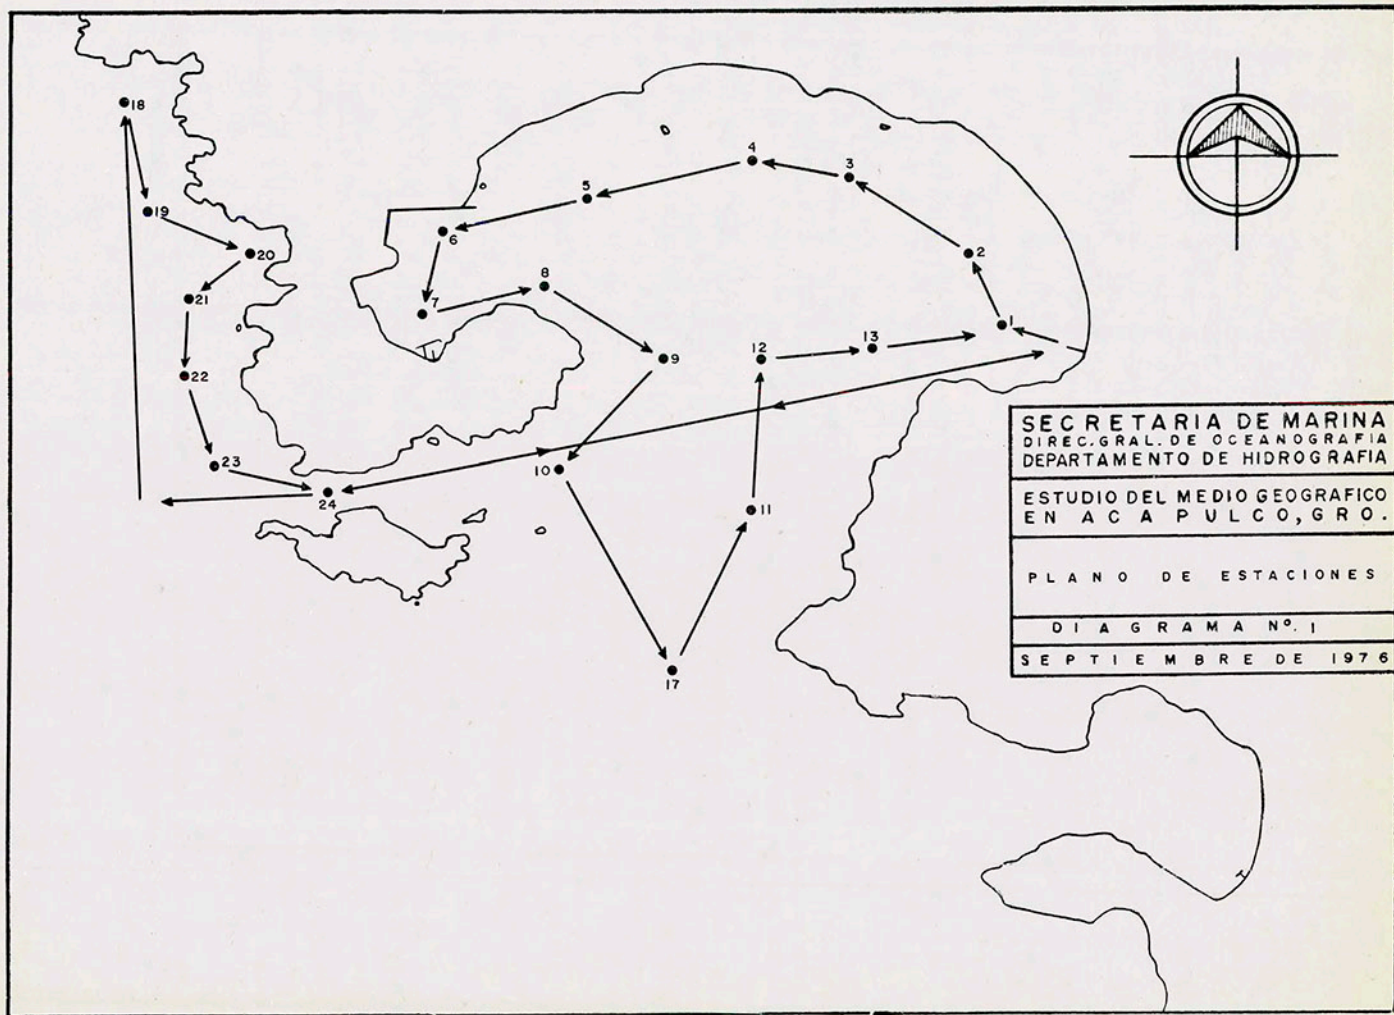 18
4
3
5
19
6
2
20
8
21
7
1
13
12
9
22
SECRETARIA DE MARINA
DIREC. GRAL. DE OCEANOGRAFIA
DEPARTAMENTO DE HIDROGRAFIA
23
10
24
11
ESTUDIO DEL MEDIO GEOGRAFICO
EN ACAPULCO, GRO.
PLANO DE ESTACIONES
DIAGRAMA Nº. 1
SEPTIEMBRE DE 1976
17